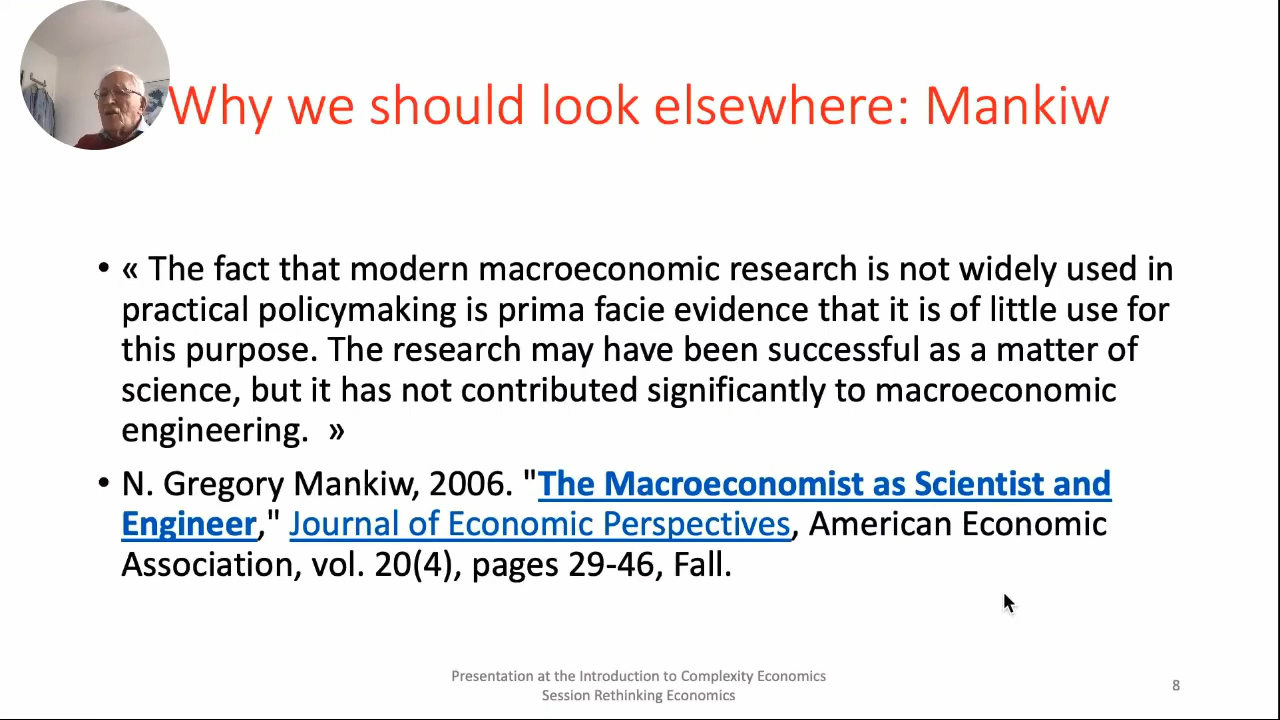 Why we should look elsewhere: Mankiw
• « The fact that modern macroeconomic research is not widely used in
practical policymaking is prima facie evidence that it is of little use for
this purpose. The research may have been successful as a matter of
science, but it has not contributed significantly to macroeconomic
engineering.  »
• N. Gregory Mankiw, 2006. "The Macroeconomist as Scientist and
Engineer," Journal of Economic Perspectives, American Economic
Association, vol. 20(4), pages 29-46, Fall.
Presentation at the Introduction to Complexity Economics
Session Rethinking Economics
8